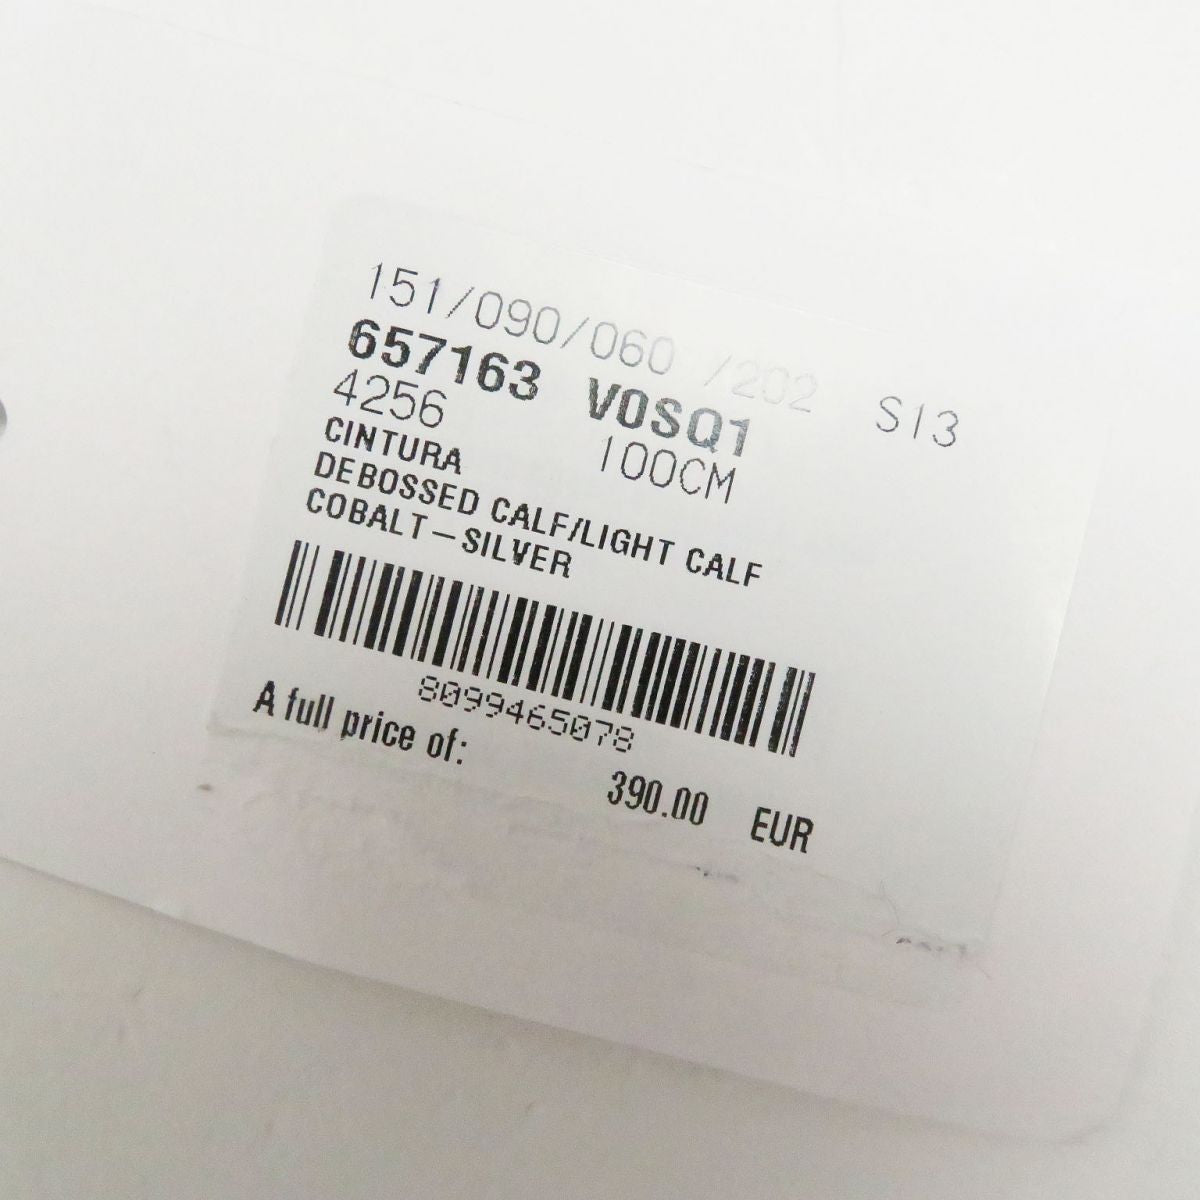 151/090/060 /202 S13
657163 V0SQ1
4256 100CM
CINTURA
DEBOSSED CALF/LIGHT CALF
COBALT-SILVER
8099465078
A full price of:
390.00 EUR